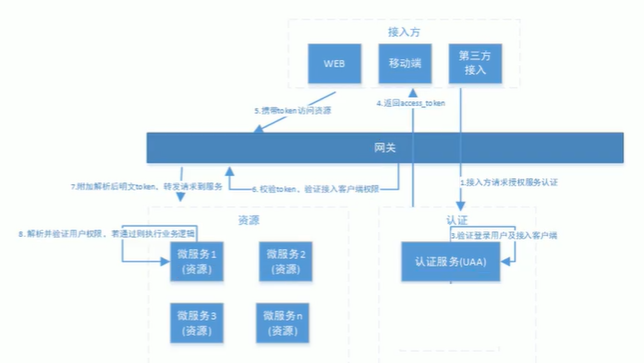 接入方
WEB
移动端
第三方
接入
4.返回access_token
5.携带token访问资源
网关
7.附加解析后明文token、转发请求到服务
6.校验token、验证接入客户端权限
1.接入方请求授权服务认证
资源
认证
8.解析并验证用户权限、若通过则执行业务逻辑
3.验证登录用户及接入客户端
微服务1
(资源)
微服务2
(资源)
认证服务(UAA)
微服务3
(资源)
微服务n
(资源)